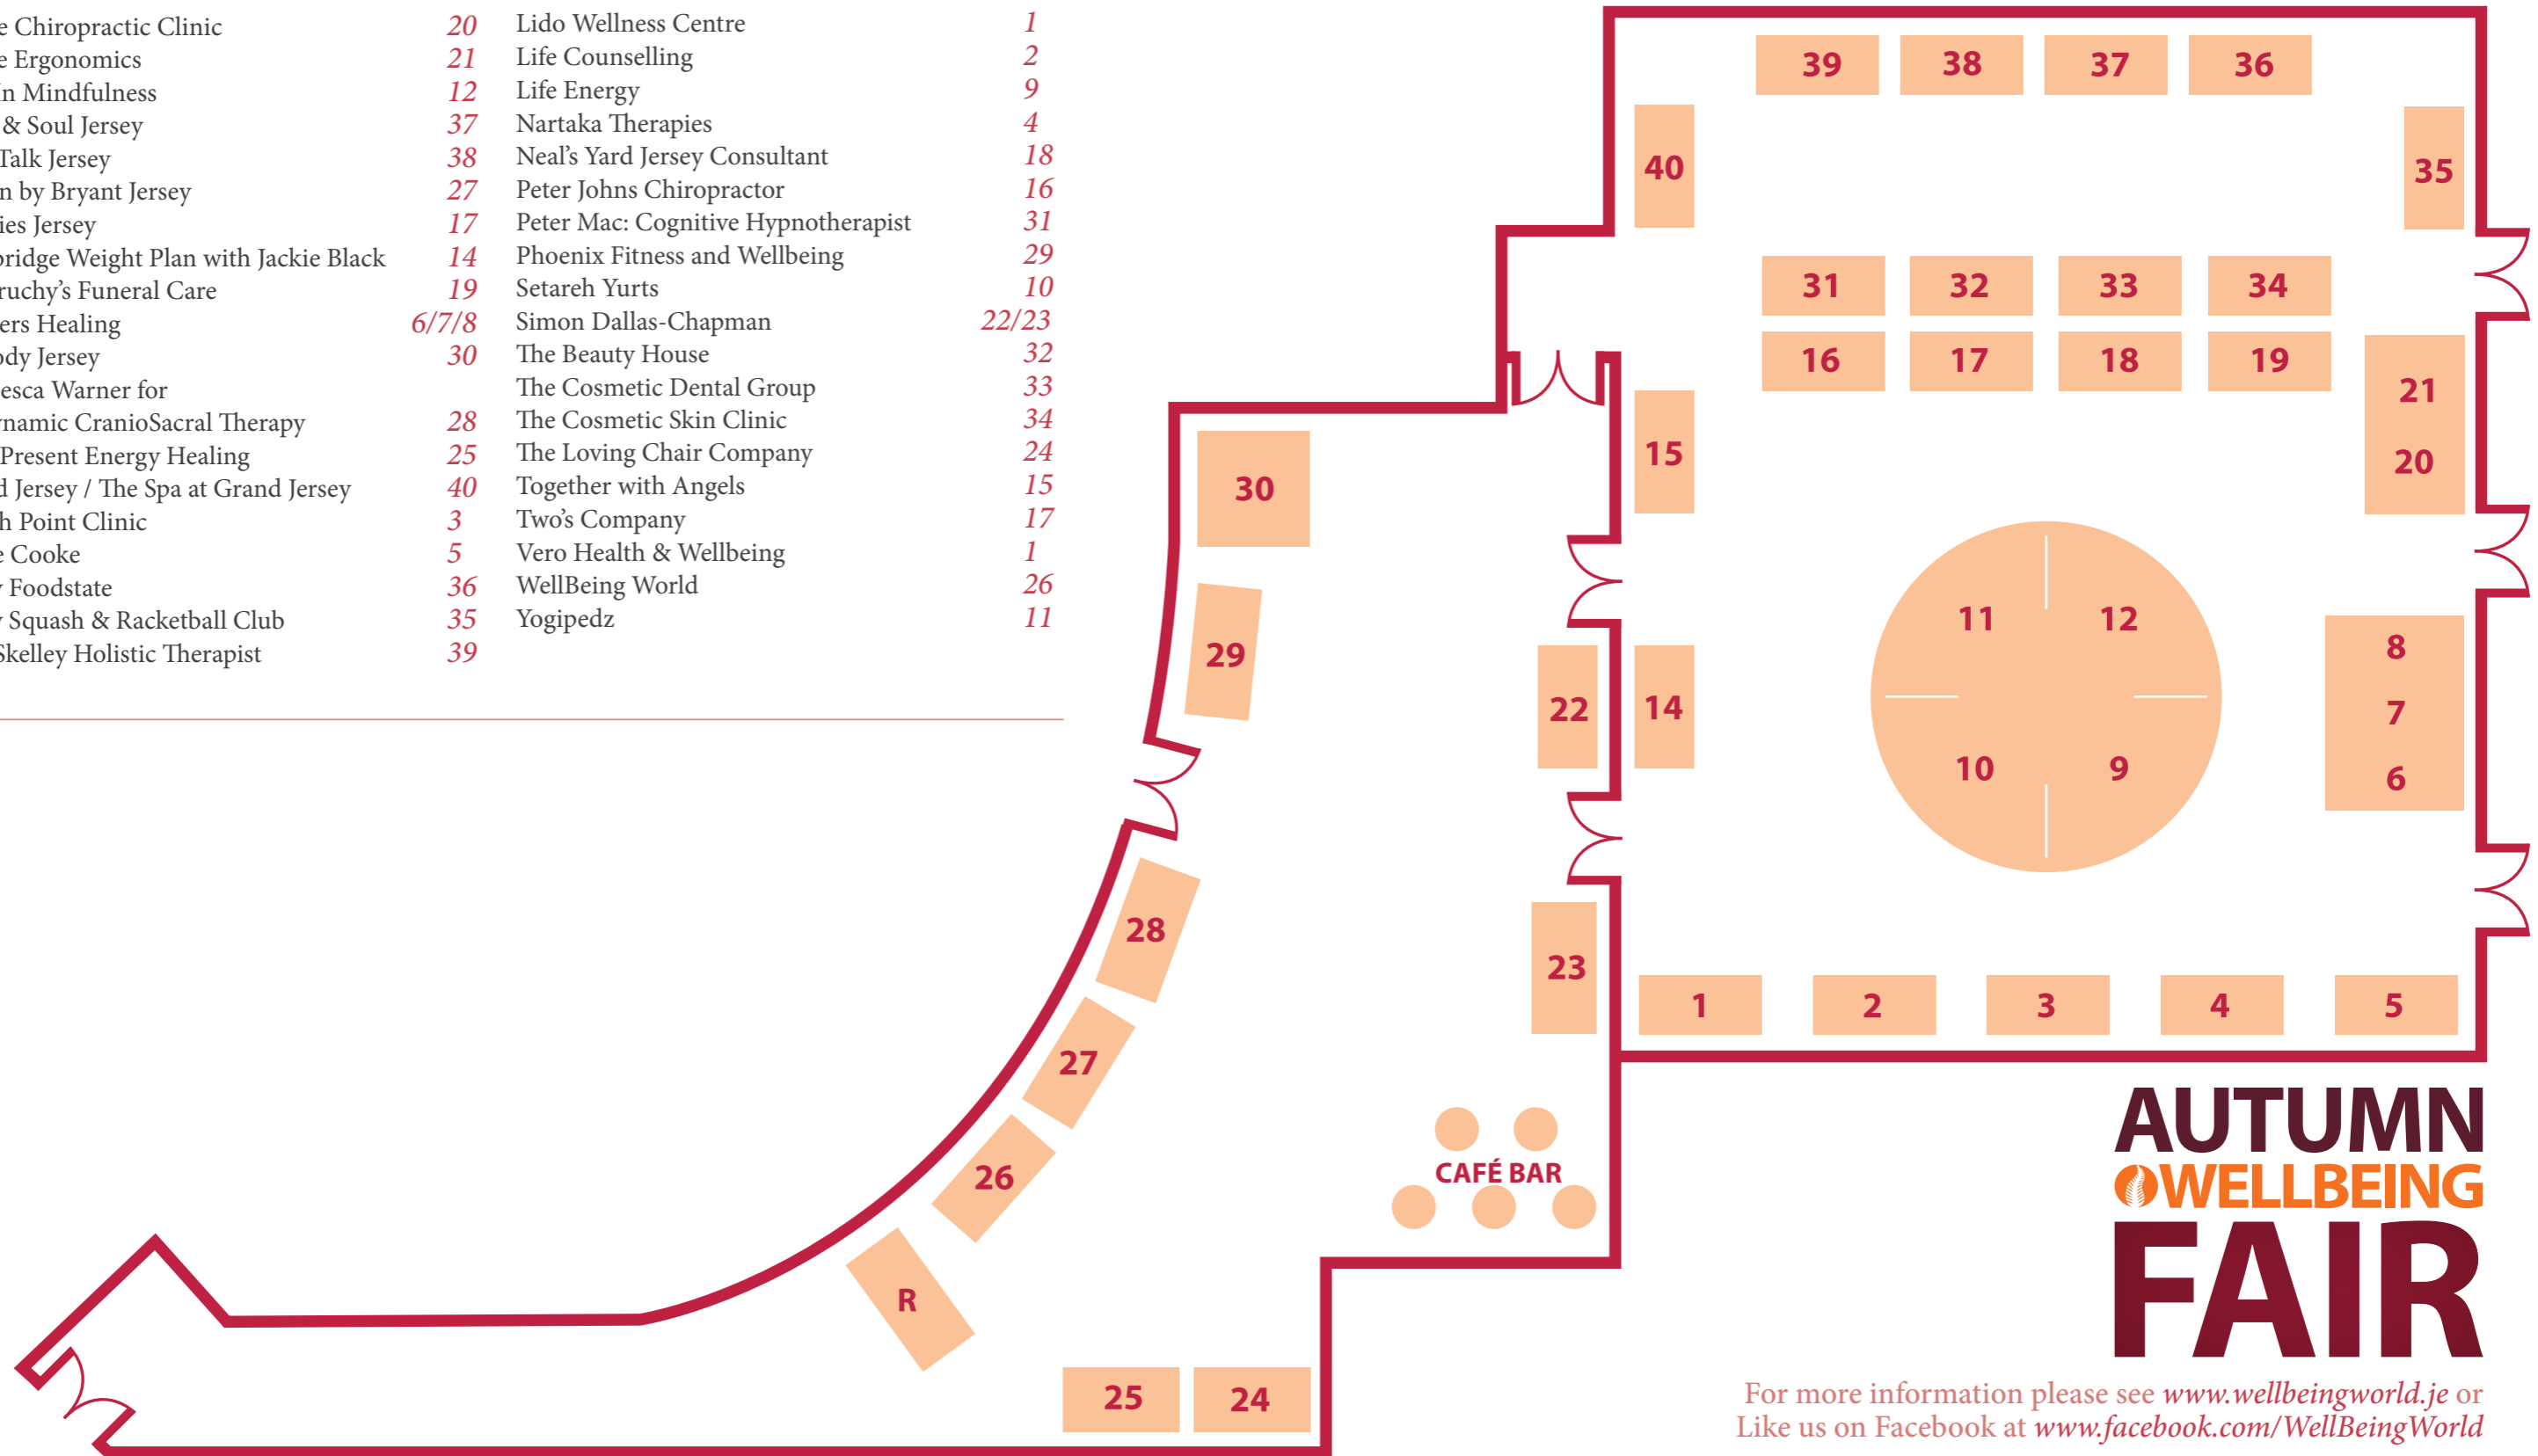 e Chiropractic Clinic 20
e Ergonomics 21
In Mindfulness 12
& Soul Jersey 37
Talk Jersey 38
n by Bryant Jersey 27
ies Jersey 17
bridge Weight Plan with Jackie Black 14
ruchy's Funeral Care 19
ers Healing 6/7/8
ody Jersey 30
esca Warner for
ynamic CranioSacral Therapy 28
Present Energy Healing 25
d Jersey / The Spa at Grand Jersey 40
h Point Clinic 3
e Cooke 5
y Foodstate 36
y Squash & Racketball Club 35
Skelley Holistic Therapist 39
Lido Wellness Centre 1
Life Counselling 2
Life Energy 9
Nartaka Therapies 4
Neal's Yard Jersey Consultant 18
Peter Johns Chiropractor 16
Peter Mac: Cognitive Hypnotherapist 31
Phoenix Fitness and Wellbeing 29
Setareh Yurts 10
Simon Dallas-Chapman 22/23
The Beauty House 32
The Cosmetic Dental Group 33
The Cosmetic Skin Clinic 34
The Loving Chair Company 24
Together with Angels 15
Two's Company 17
Vero Health & Wellbeing 1
WellBeing World 26
Yogipedz 11
39 38 37 36
40 35
31 32 33 34
16 17 18 19
21
15 20
30
11 12
29 8
22 14 7
10 9 6
28
23
1 2 3 4 5
27
CAFÉ BAR
26
R
25 24
AUTUMN
WELLBEING
FAIR
For more information please see www.wellbeingworld.je or
Like us on Facebook at www.facebook.com/WellBeingWorld